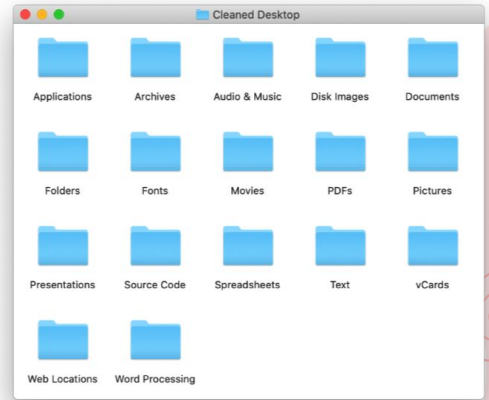 Cleaned Desktop
Applications Archives Audio & Music Disk Images Documents
Folders Fonts Movies PDFs Pictures
Presentations Source Code Spreadsheets Text vCards
Web Locations Word Processing